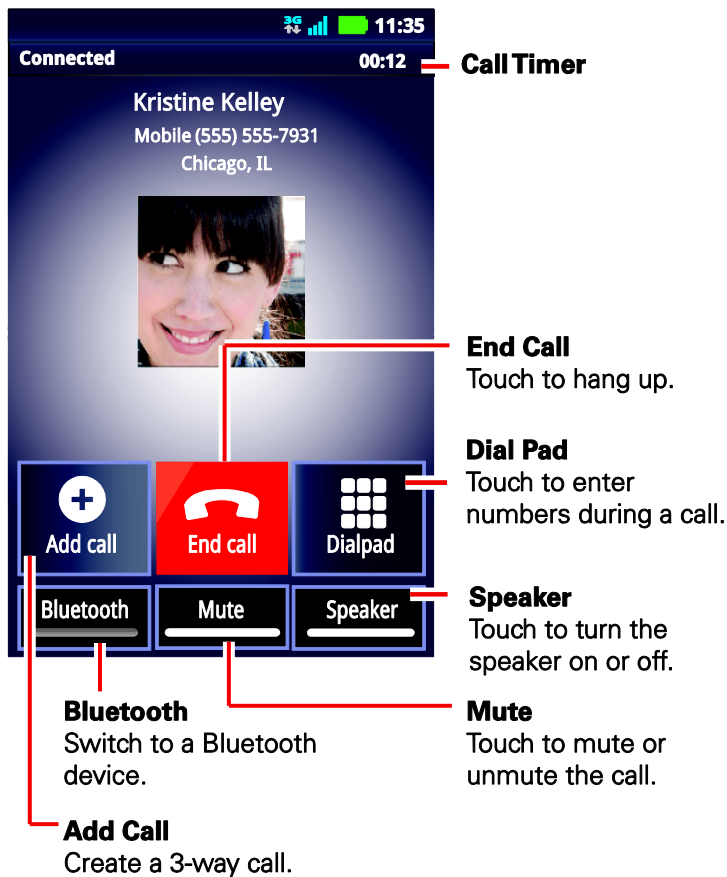 3G 11:35
Connected 00:12
Call Timer
Kristine Kelley
Mobile (555) 555-7931
Chicago, IL
End Call
Touch to hang up.
Dial Pad
Touch to enter
numbers during a call.
Add call End call Dialpad
Bluetooth Mute Speaker
Speaker
Touch to turn the
speaker on or off.
Bluetooth
Switch to a Bluetooth
device.
Mute
Touch to mute or
unmute the call.
Add Call
Create a 3-way call.